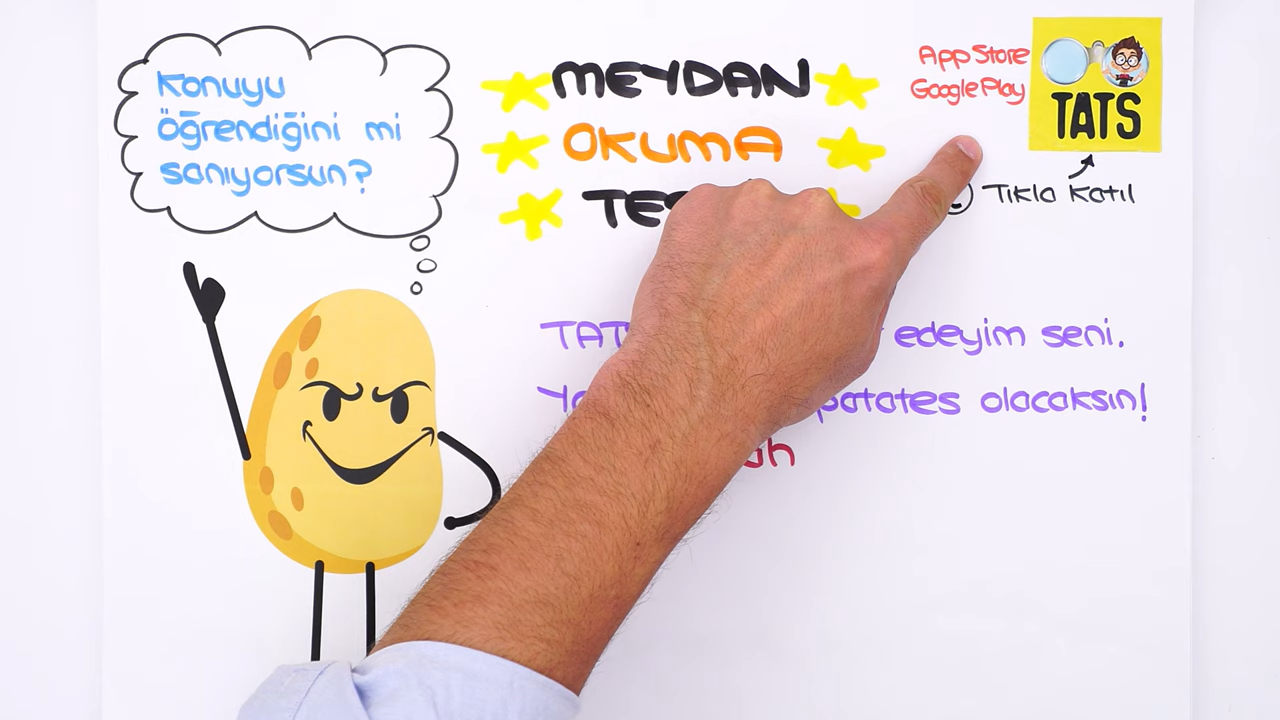 Konuyu
öğrendiğini mi
sanıyorsun?
MEYDAN
OKUMA
App Store
Google Play
TATS
Tıkla Katıl
edeyim seni.
patates olacaksın!